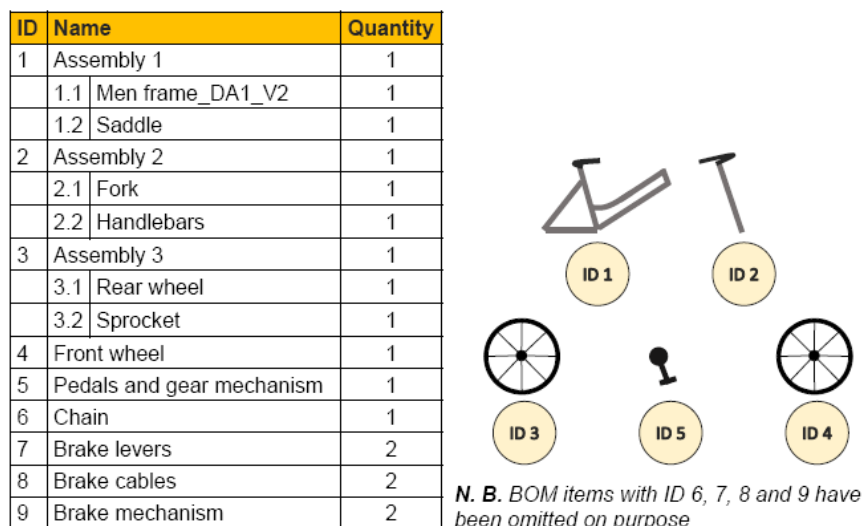 ID Name Quantity
1 Assembly 1 1
1.1 Men frame_DA1_V2 1
1.2 Saddle 1
2 Assembly 2 1
2.1 Fork 1
2.2 Handlebars 1
3 Assembly 3 1
3.1 Rear wheel 1
3.2 Sprocket 1
4 Front wheel 1
5 Pedals and gear mechanism 1
6 Chain 1
7 Brake levers 2
8 Brake cables 2
9 Brake mechanism 2
ID 1
ID 2
ID 3
ID 5
ID 4
N. B. BOM items with ID 6, 7, 8 and 9 have
been omitted on purpose